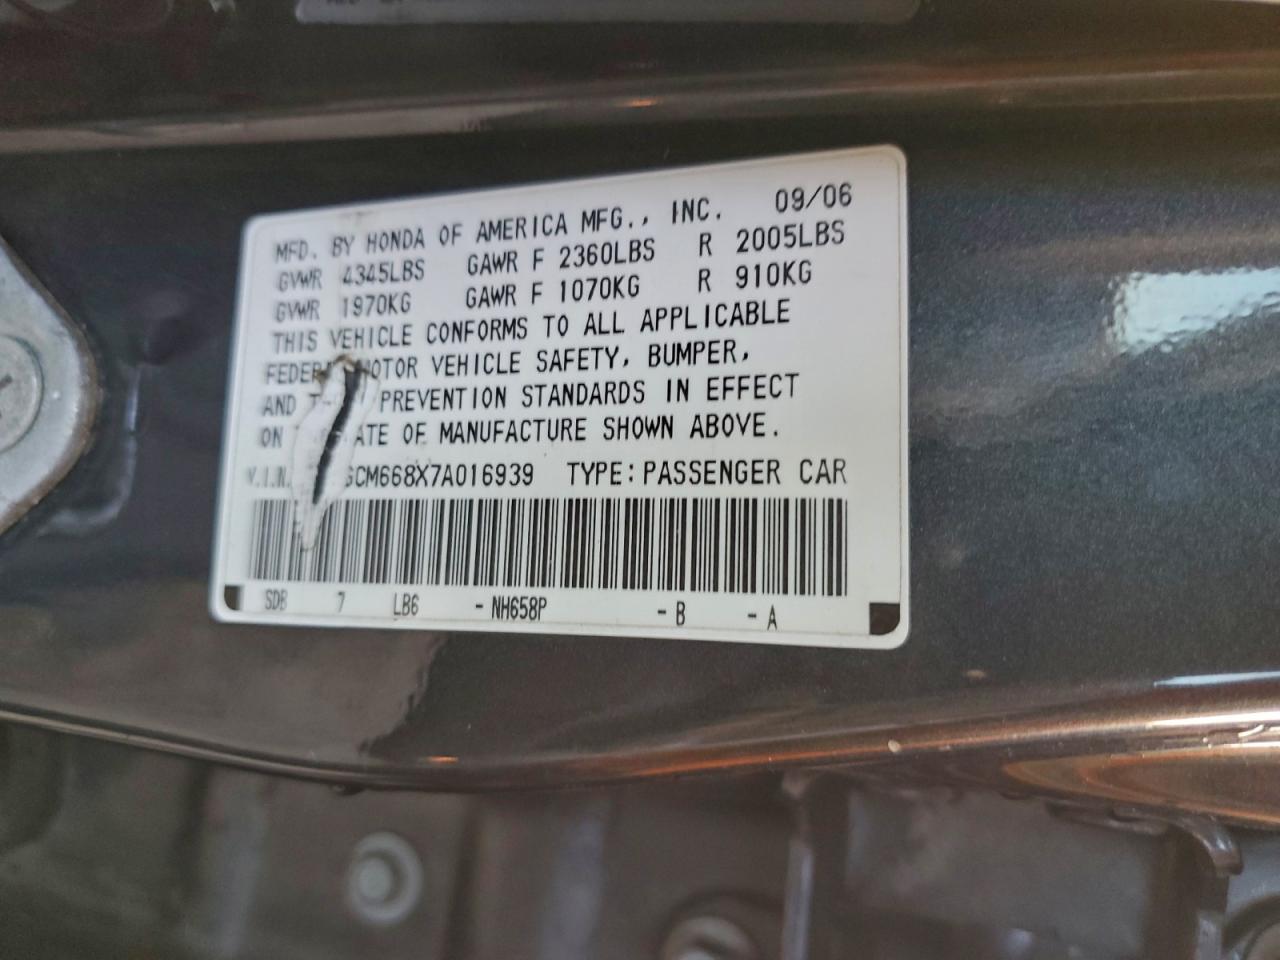 MFD. BY HONDA OF AMERICA MFG., INC. 09/06
GVWR 4345LBS GAWR F 2360LBS R 2005LBS
GVWR 1970KG GAWR F 1070KG R 910KG
THIS VEHICLE CONFORMS TO ALL APPLICABLE
MOTOR VEHICLE SAFETY, BUMPER,
AND PREVENTION STANDARDS IN EFFECT
ON OF MANUFACTURE SHOWN ABOVE.
V.I.N. GCM668X7A016939 TYPE: PASSENGER CAR
SDB 7 LB6 -NH658P -B -A